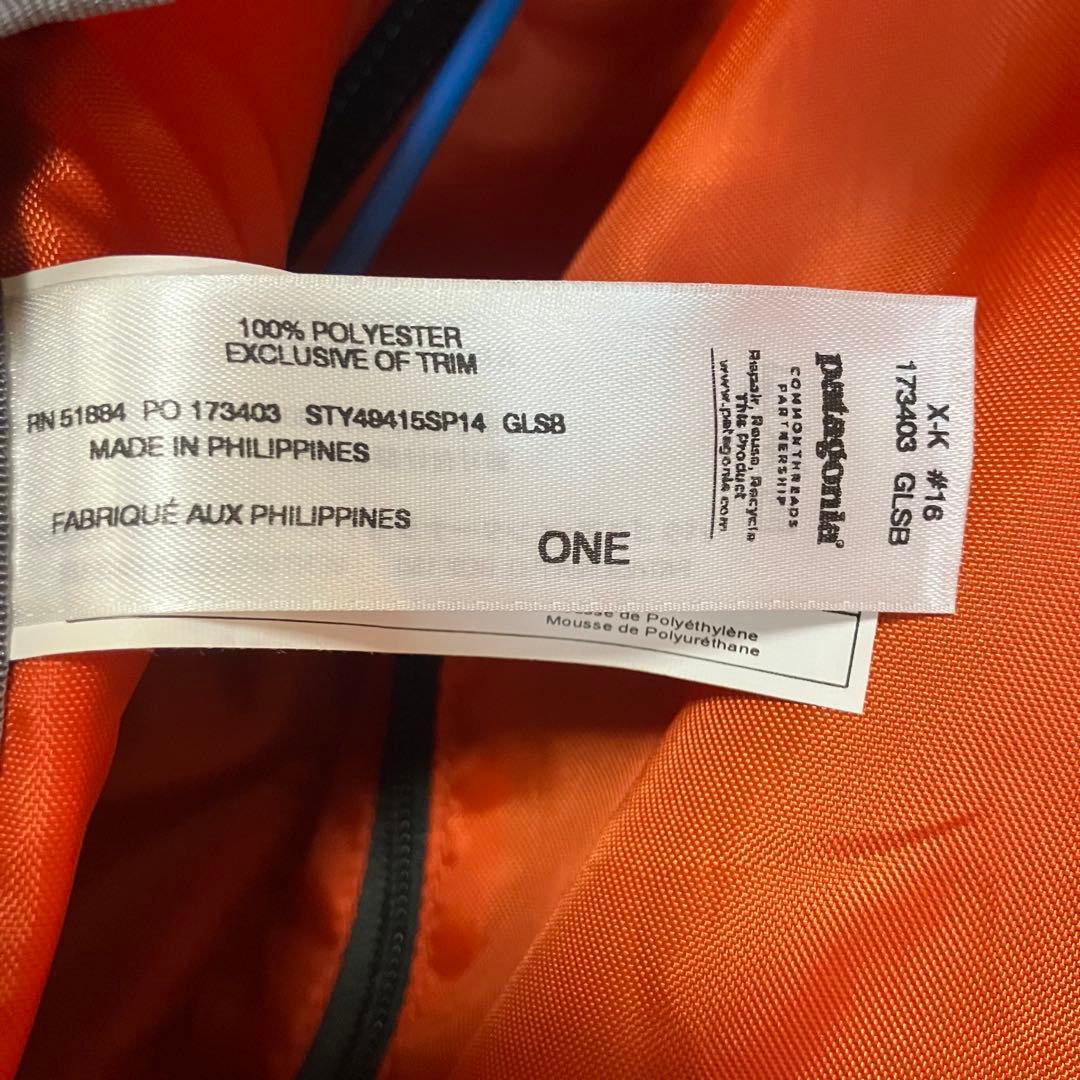 100% POLYESTER
EXCLUSIVE OF TRIM
RN 51884 PO 173403 STY49415SP14 GLSB
MADE IN PHILIPPINES
FABRIQUÉ AUX PHILIPPINES
ONE
X-K #16
173403 GLSB
patagonia®
COMMON THREADS
PARTNERSHIP
Repair, Reuse, Recycle
This Product
www.patagonia.com
de Polyéthylène
Mousse de Polyuréthane